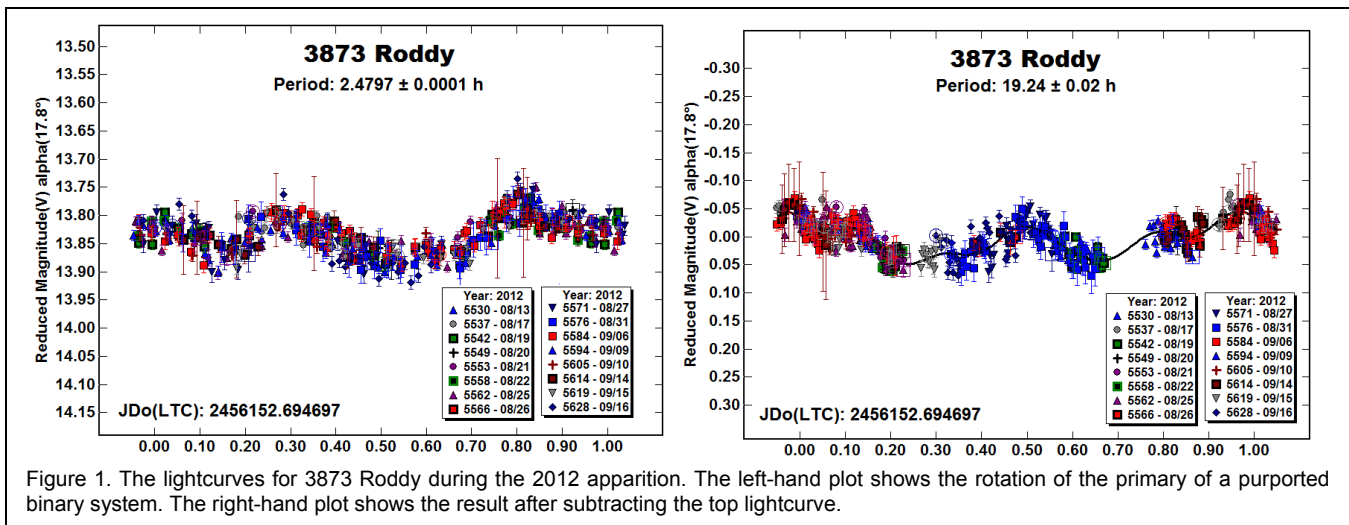 3873 Roddy
Period: 2.4797 ± 0.0001 h
Reduced Magnitude(V) alpha(17.8°)
13.50
13.55
13.60
13.65
13.70
13.75
13.80
13.85
13.90
13.95
14.00
14.05
14.10
14.15
Year: 2012
5530 - 08/13
5537 - 08/17
5542 - 08/19
5549 - 08/20
5553 - 08/21
5558 - 08/22
5562 - 08/25
5566 - 08/26
Year: 2012
5571 - 08/27
5576 - 08/31
5584 - 09/06
5594 - 09/09
5605 - 09/10
5614 - 09/14
5619 - 09/15
5628 - 09/16
JDo(LTC): 2456152.694697
0.00 0.10 0.20 0.30 0.40 0.50 0.60 0.70 0.80 0.90 1.00
3873 Roddy
Period: 19.24 ± 0.02 h
Reduced Magnitude(V) alpha(17.8°)
-0.30
-0.25
-0.20
-0.15
-0.10
-0.05
0.00
0.05
0.10
0.15
0.20
0.25
0.30
Year: 2012
5530 - 08/13
5537 - 08/17
5542 - 08/19
5549 - 08/20
5553 - 08/21
5558 - 08/22
5562 - 08/25
5566 - 08/26
Year: 2012
5571 - 08/27
5576 - 08/31
5584 - 09/06
5594 - 09/09
5605 - 09/10
5614 - 09/14
5619 - 09/15
5628 - 09/16
JDo(LTC): 2456152.694697
0.00 0.10 0.20 0.30 0.40 0.50 0.60 0.70 0.80 0.90 1.00
Figure 1. The lightcurves for 3873 Roddy during the 2012 apparition. The left-hand plot shows the rotation of the primary of a purported
binary system. The right-hand plot shows the result after subtracting the top lightcurve.